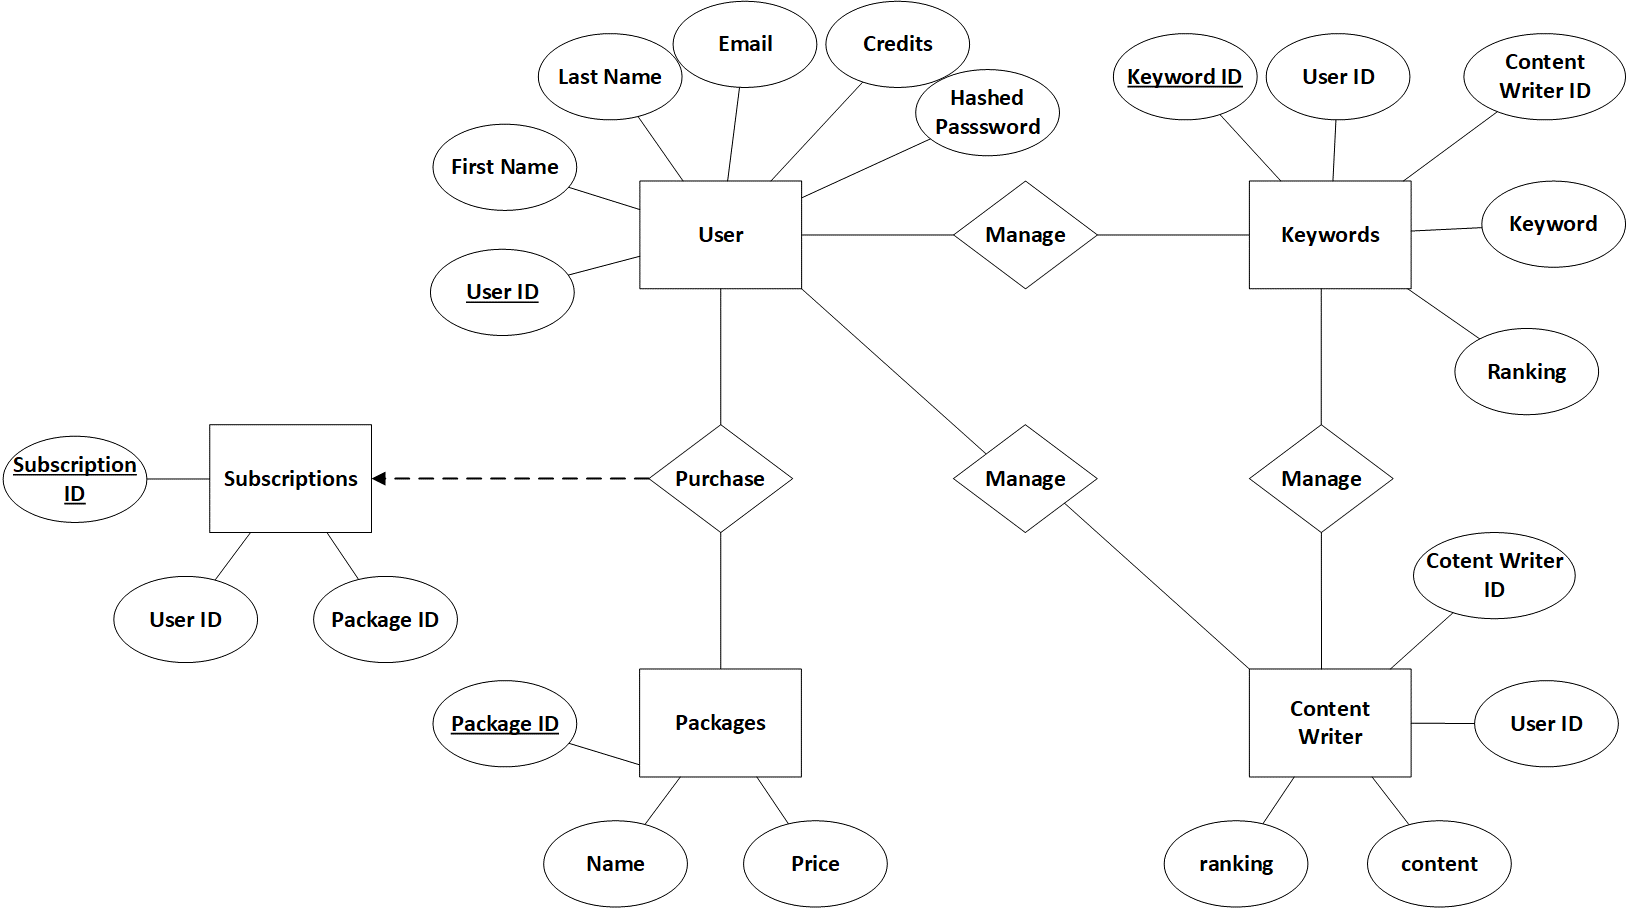 Email
Credits
Last Name
Hashed
Passsword
First Name
User ID
User
Manage
Keyword ID
User ID
Content
Writer ID
Keywords
Keyword
Ranking
Subscription
ID
Subscriptions
User ID
Package ID
Purchase
Manage
Manage
Package ID
Packages
Name
Price
Cotent Writer
ID
Content
Writer
User ID
ranking
content